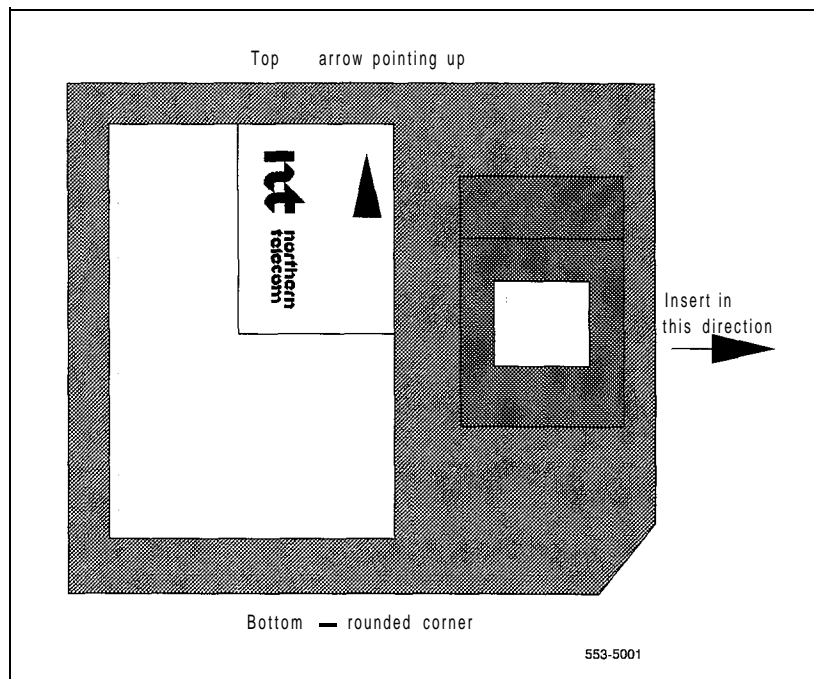 Top arrow pointing up
nt
northern
telecom
Insert in
this direction
Bottom — rounded corner
553-5001